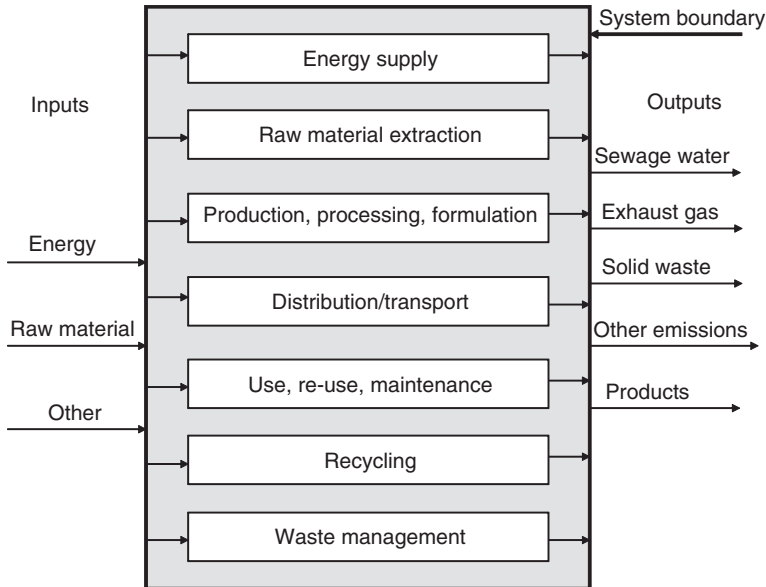 System boundary
Energy supply
Inputs
Outputs
Raw material extraction
Sewage water
Production, processing, formulation
Exhaust gas
Energy
Solid waste
Distribution/transport
Raw material
Other emissions
Use, re-use, maintenance
Products
Other
Recycling
Waste management